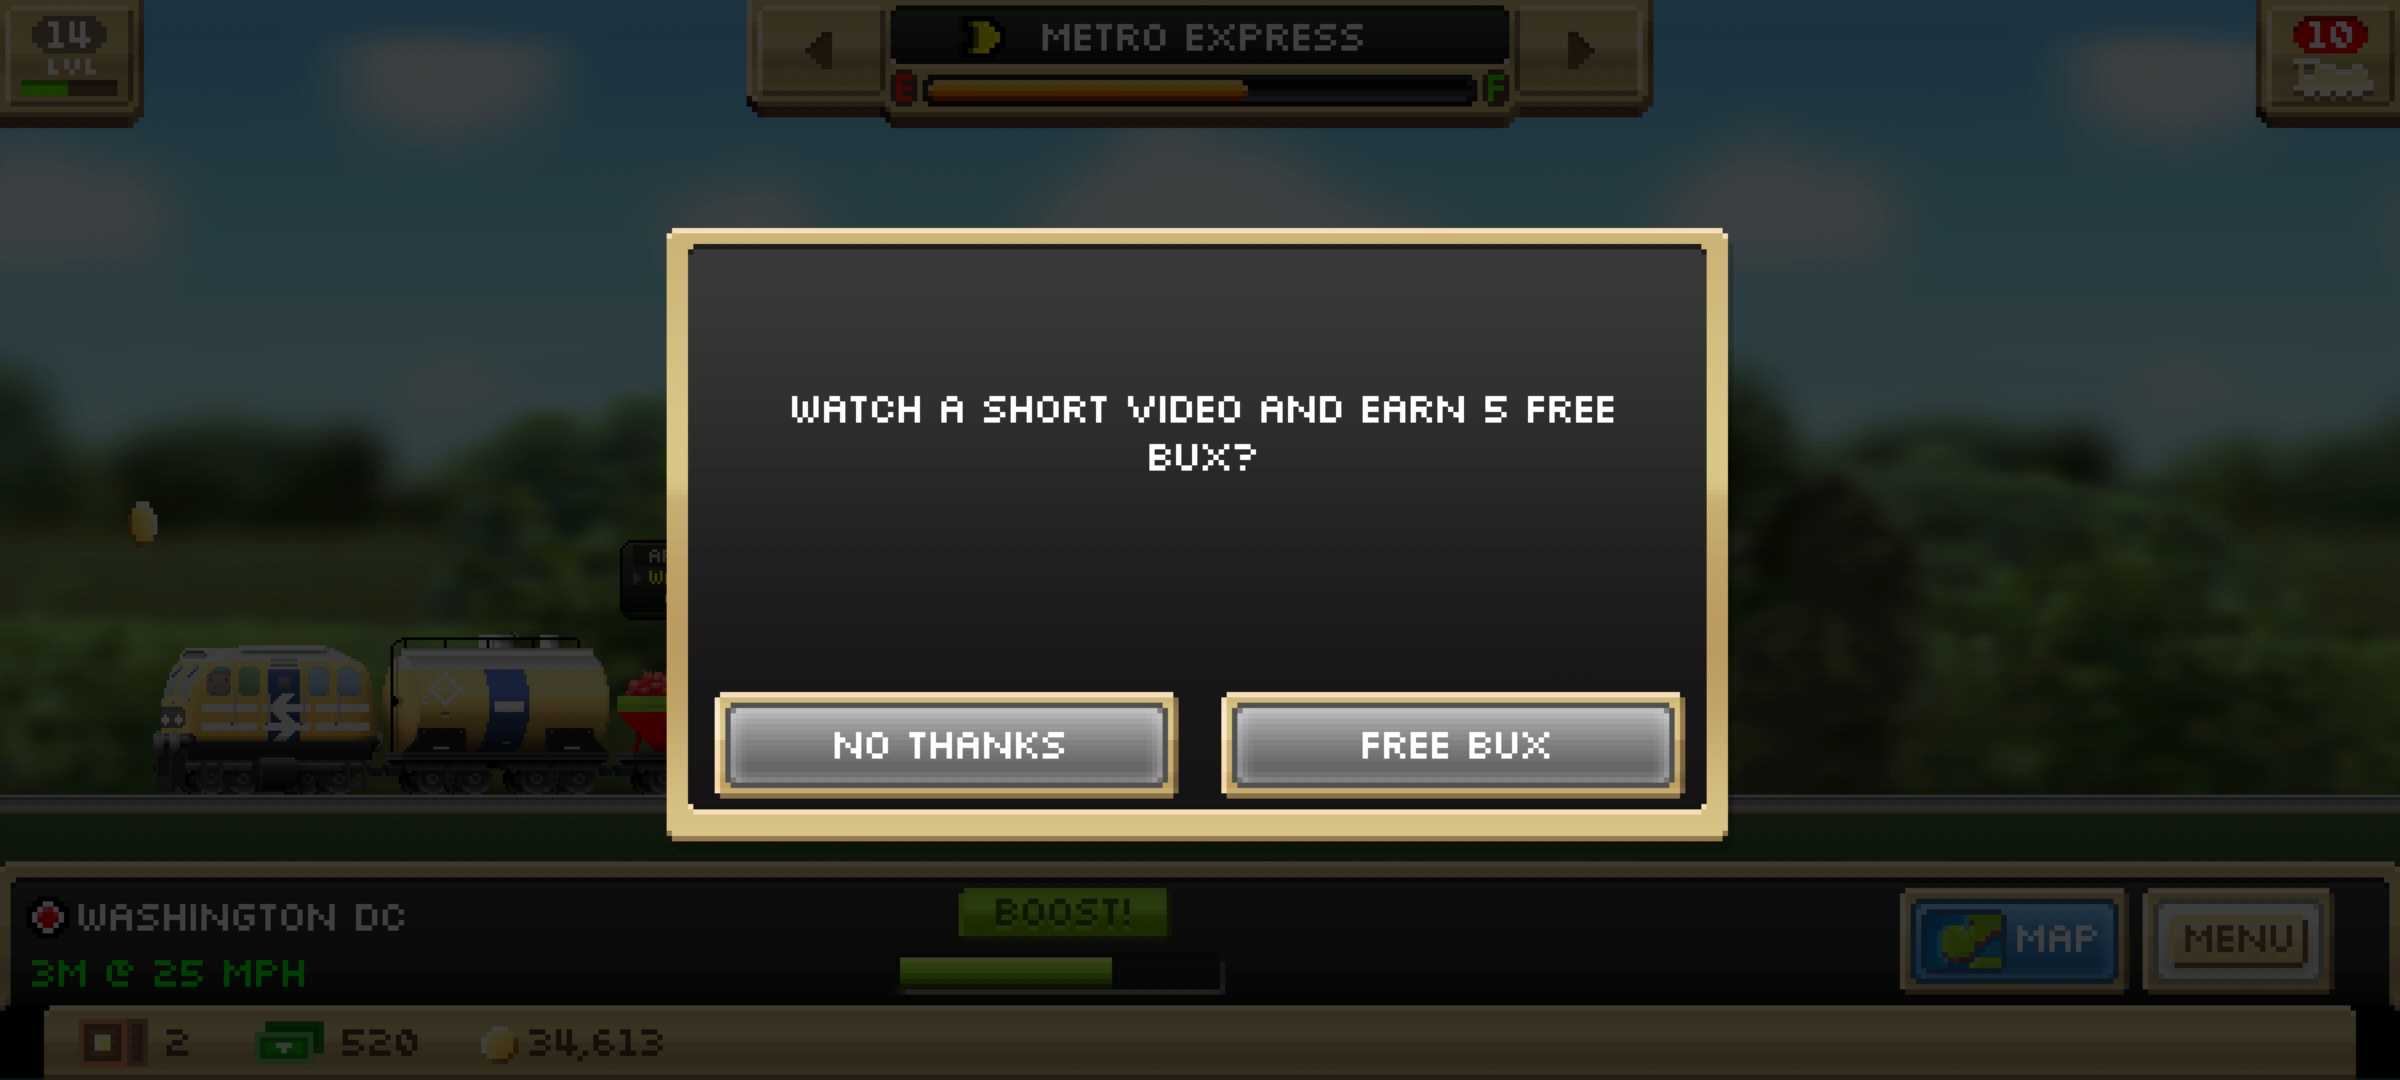 14
LVL
METRO EXPRESS
E F
10
WATCH A SHORT VIDEO AND EARN 5 FREE
BUX?
NO THANKS
FREE BUX
WASHINGTON DC
3M @ 25 MPH
BOOST!
MAP
MENU
2
520
34,613